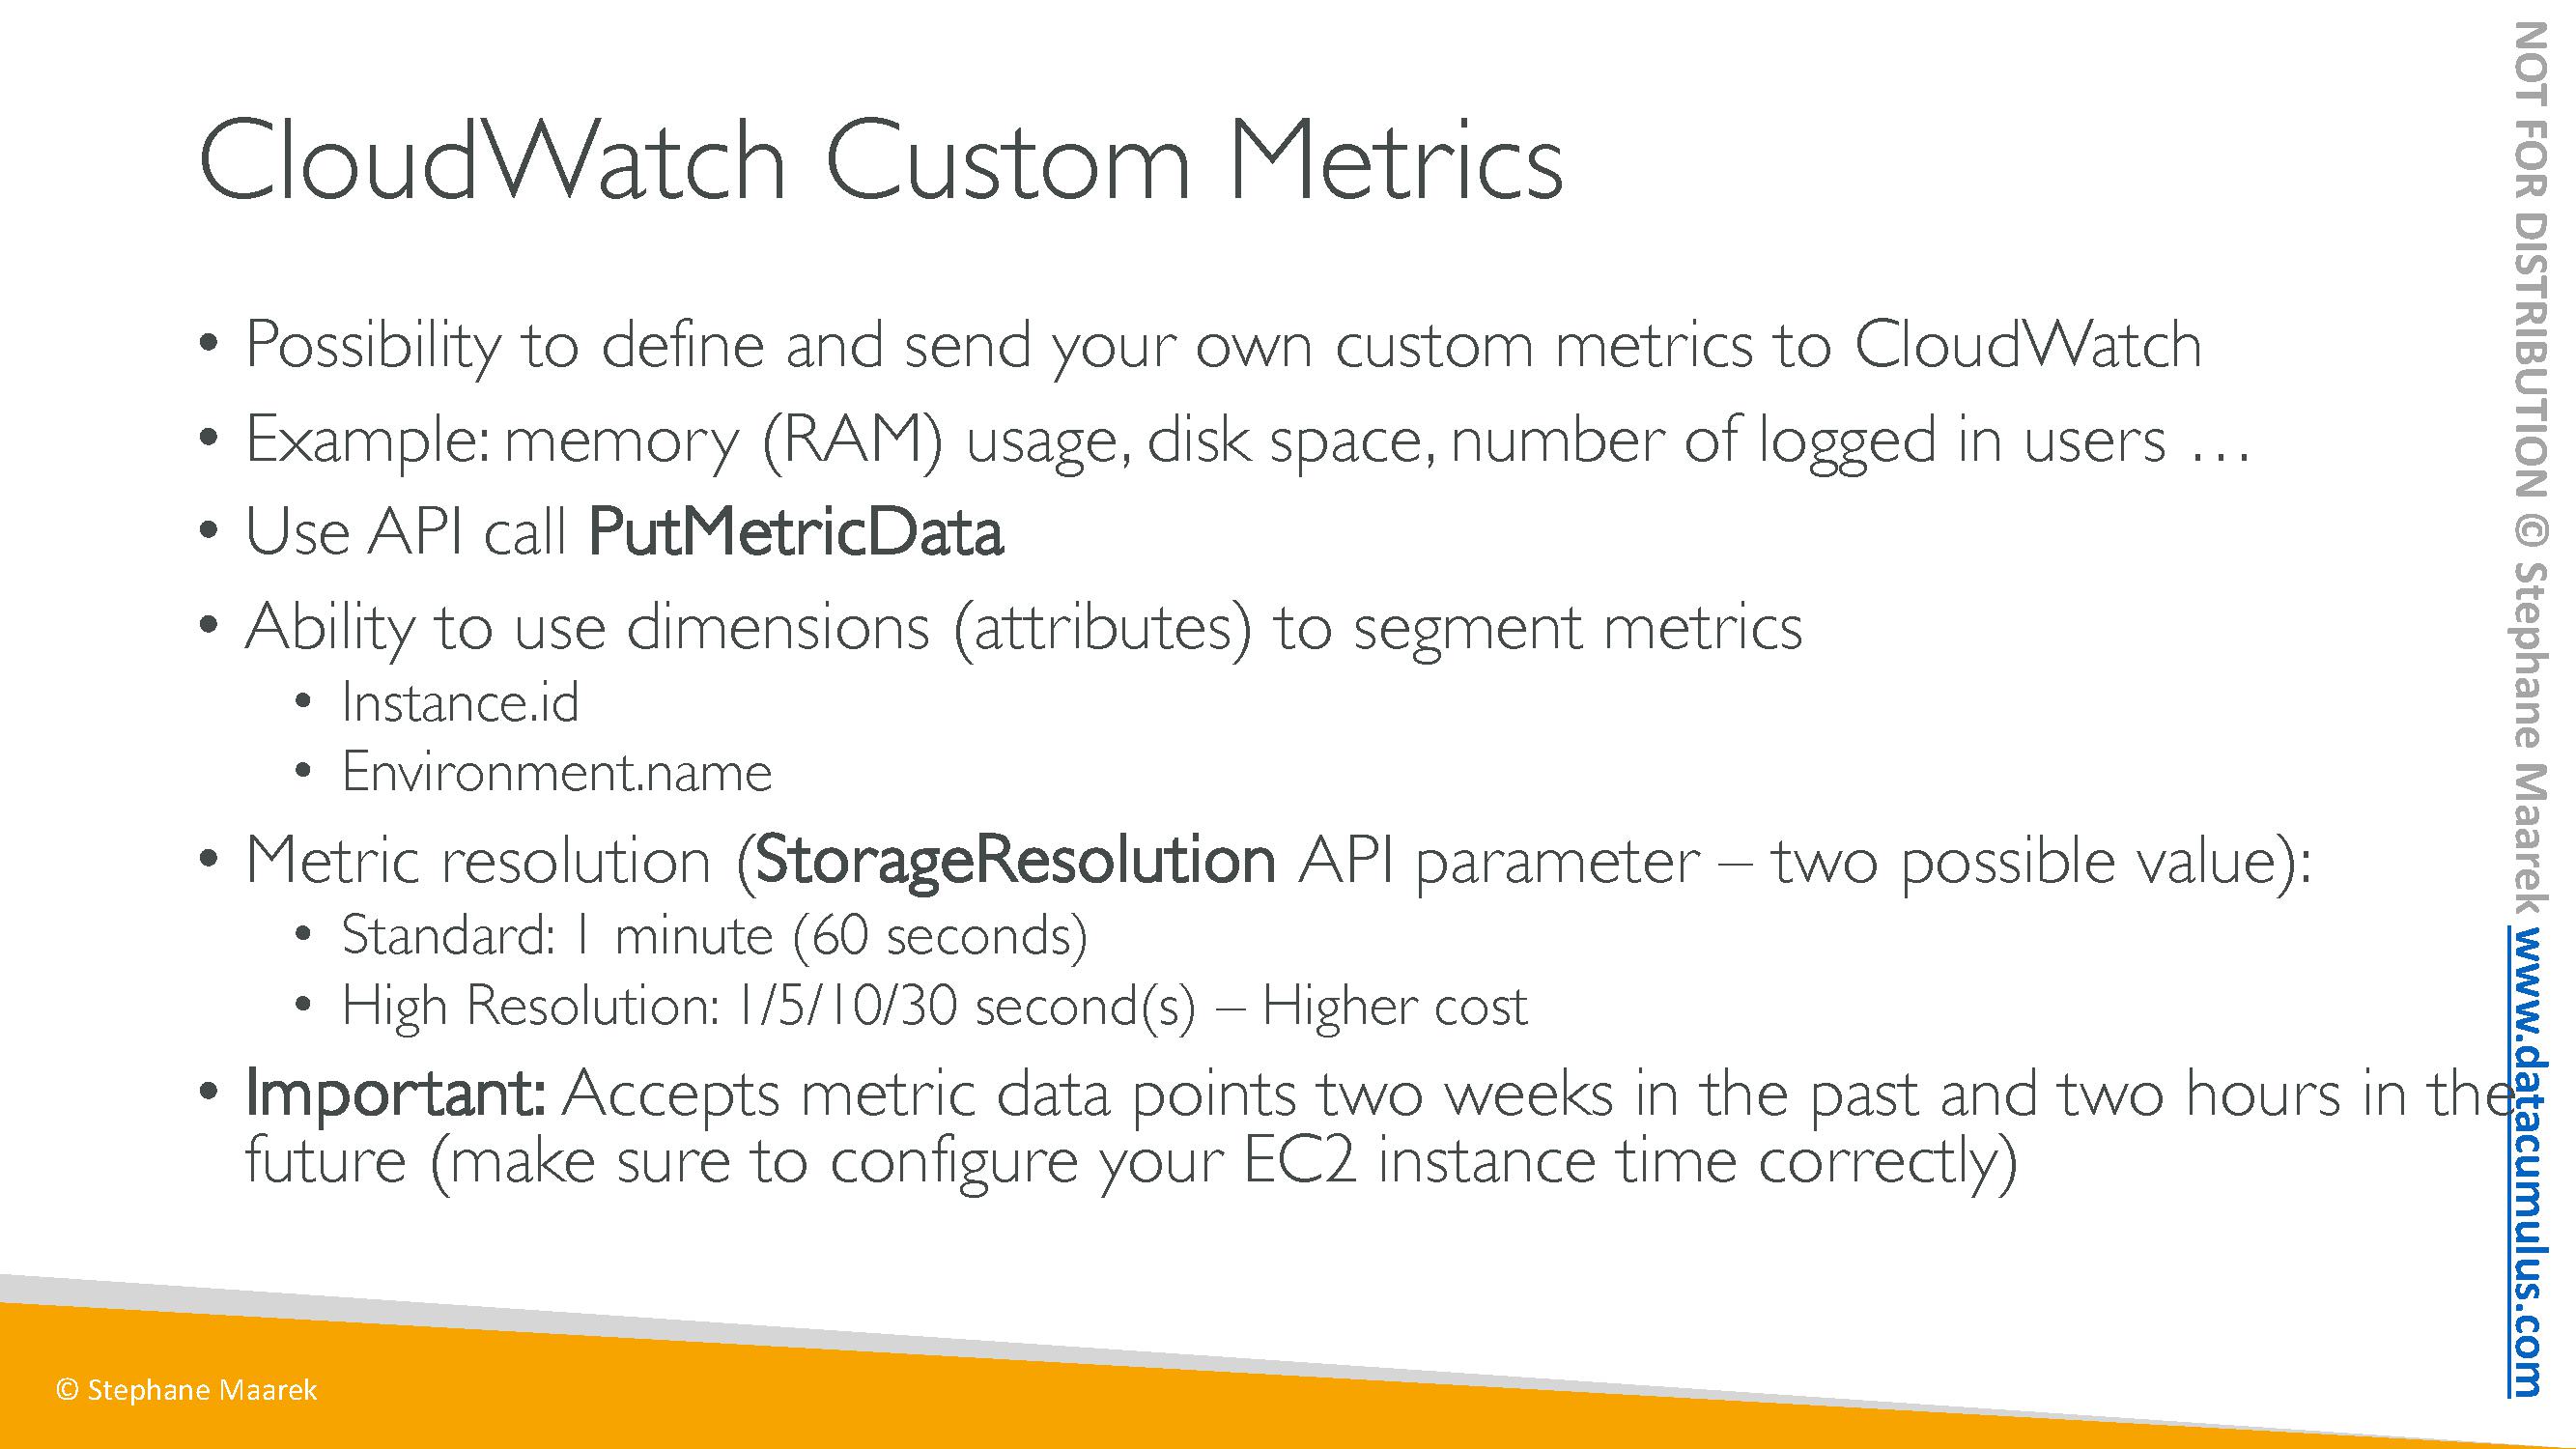 CloudWatch Custom Metrics
• Possibility to define and send your own custom metrics to CloudWatch
• Example: memory (RAM) usage, disk space, number of logged in users …
• Use API call PutMetricData
• Ability to use dimensions (attributes) to segment metrics
• Instance.id
• Environment.name
• Metric resolution (StorageResolution API parameter – two possible value):
• Standard: 1 minute (60 seconds)
• High Resolution: 1/5/10/30 second(s) – Higher cost
• Important: Accepts metric data points two weeks in the past and two hours in the
future (make sure to configure your EC2 instance time correctly)
© Stephane Maarek
NOT FOR DISTRIBUTION © Stephane Maarek www.datacumulus.com